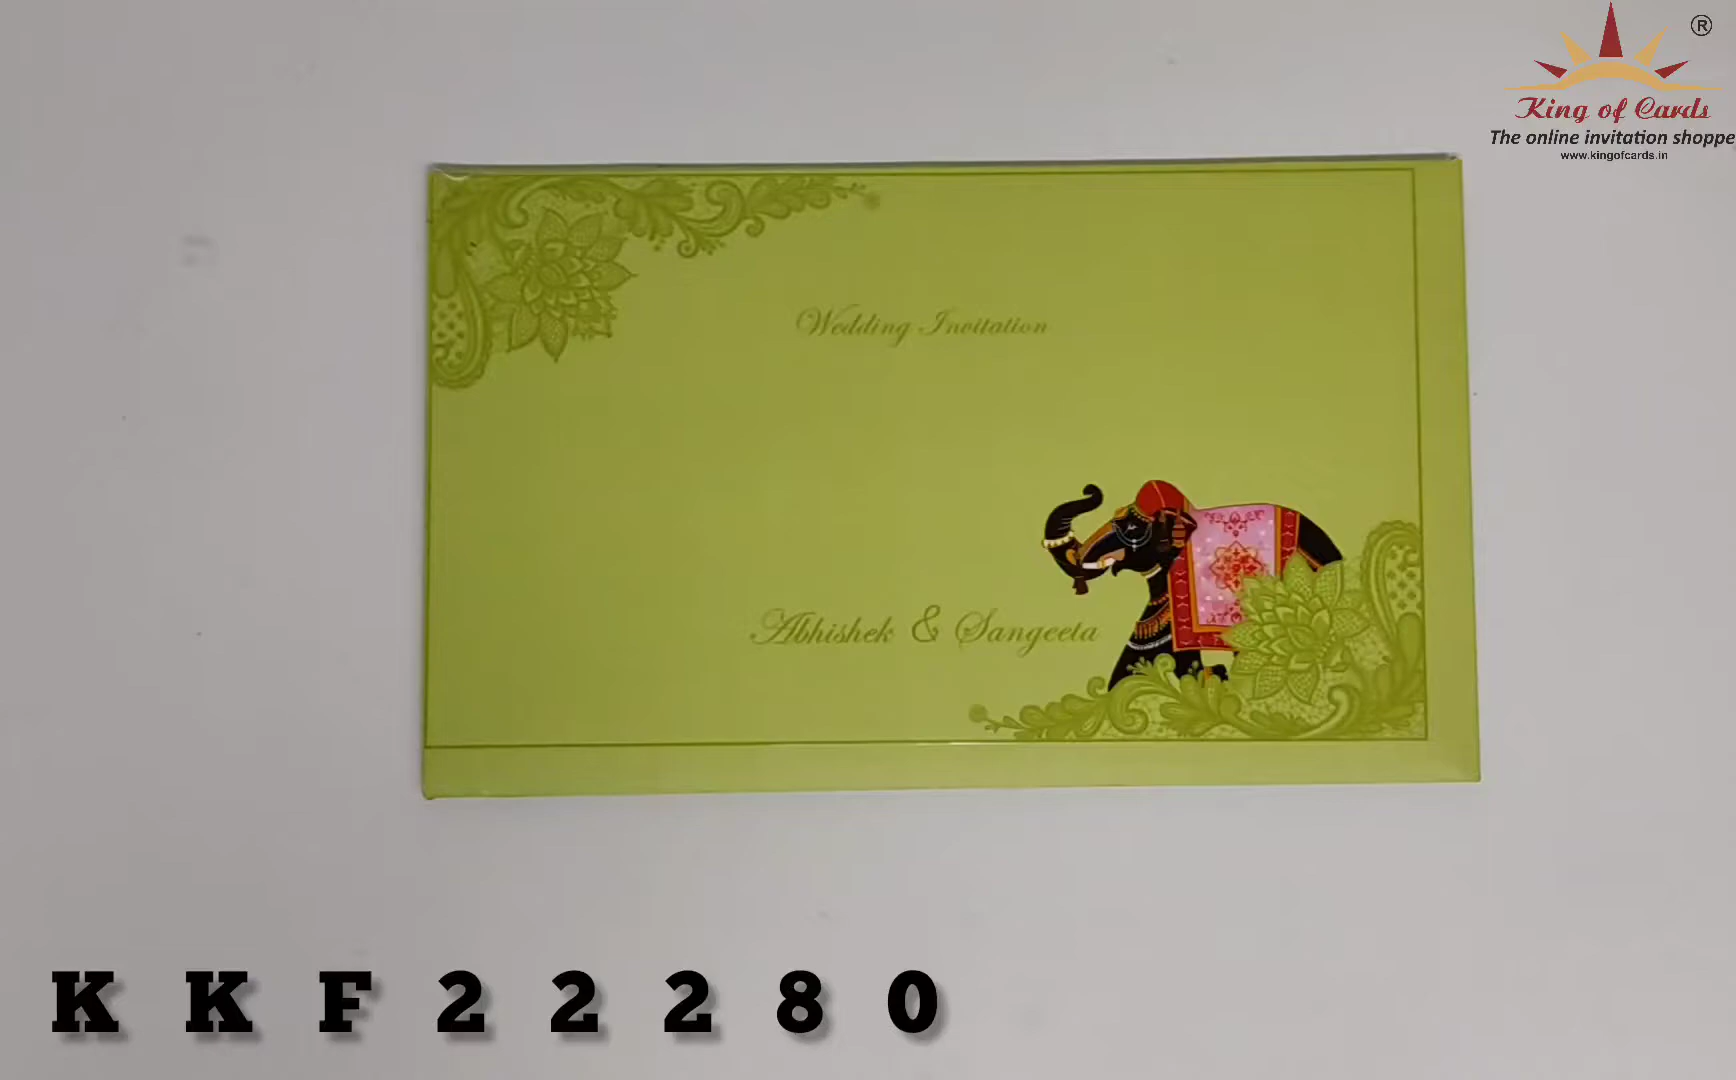 ®
King of Cards
The online invitation shoppe
www.kingofcards.in
Wedding Invitation
Abhishek & Sangeeta
K K F 2 2 2 8 0